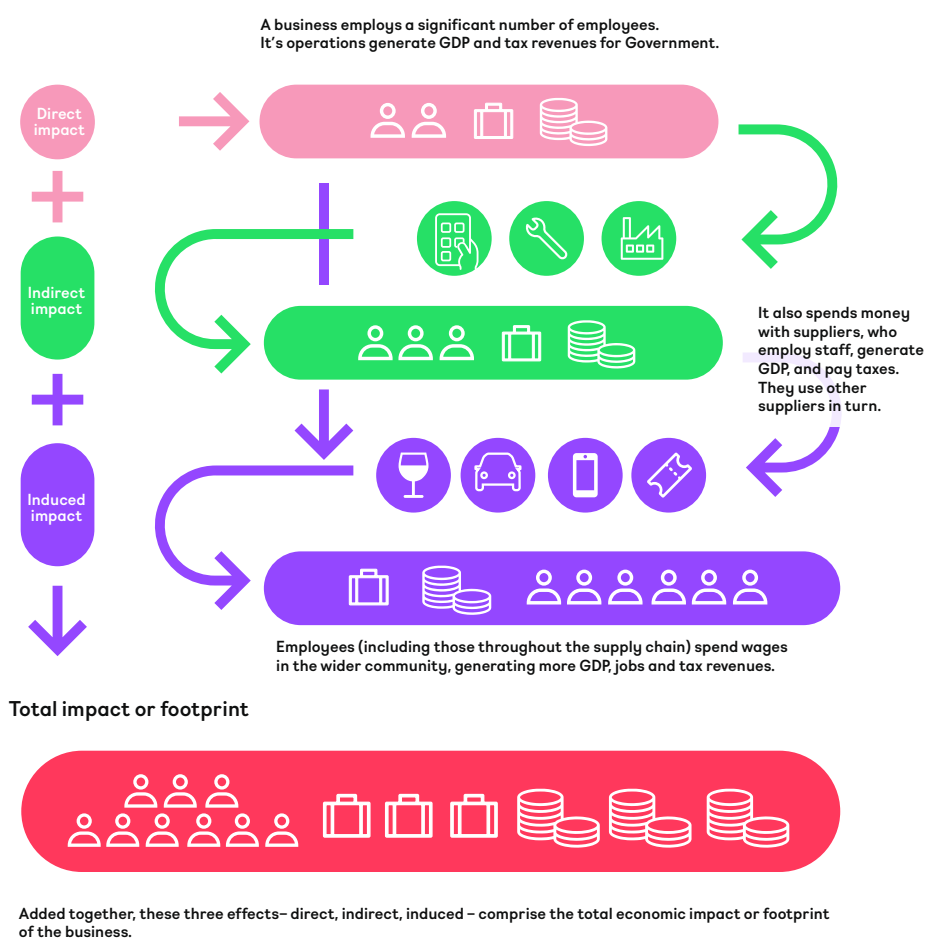 A business employs a significant number of employees.
It's operations generate GDP and tax revenues for Government.
Direct
impact
Indirect
impact
It also spends money
with suppliers, who
employ staff, generate
GDP, and pay taxes.
They use other
suppliers in turn.
Induced
impact
Employees (including those throughout the supply chain) spend wages
in the wider community, generating more GDP, jobs and tax revenues.
Total impact or footprint
Added together, these three effects– direct, indirect, induced – comprise the total economic impact or footprint
of the business.